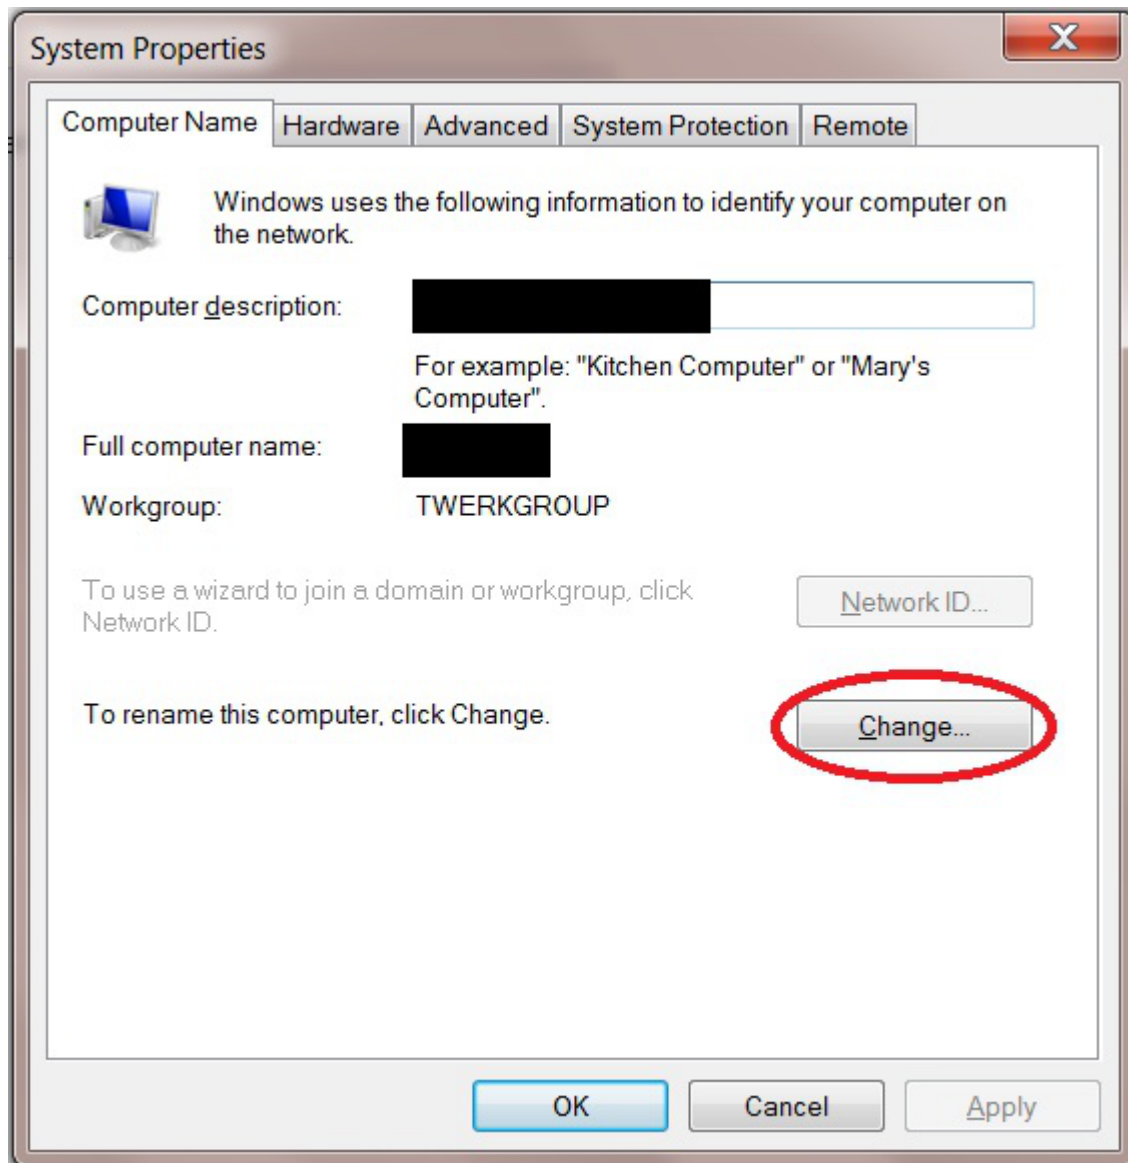 System Properties
Computer Name Hardware Advanced System Protection Remote
Windows uses the following information to identify your computer on
the network.
Computer description:
For example: "Kitchen Computer" or "Mary's
Computer".
Full computer name:
Workgroup: TWERKGROUP
To use a wizard to join a domain or workgroup, click
Network ID.
Network ID...
To rename this computer, click Change.
Change...
OK Cancel Apply